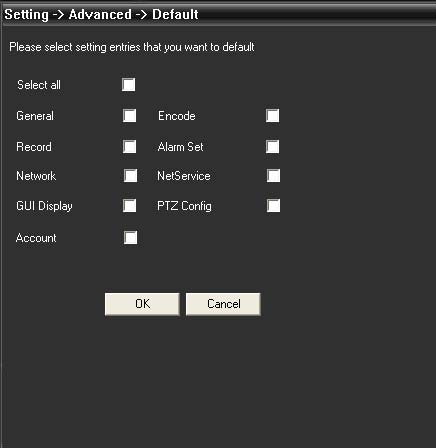 Setting -> Advanced -> Default
Please select setting entries that you want to default
Select all
General Encode
Record Alarm Set
Network NetService
GUI Display PTZ Config
Account
OK Cancel